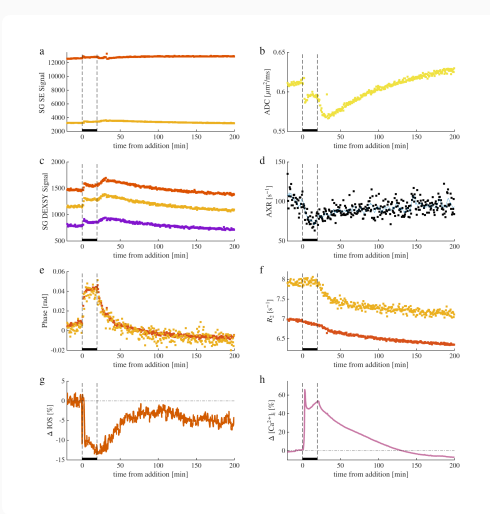 a
SG SE Signal
12000
10000
8000
6000
4000
2000
0 50 100 150 200
time from addition [min]
b
ADC [μm²/ms]
0.65
0.6
0.55
0 50 100 150 200
time from addition [min]
c
SG DEXSY Signal
2000
1500
1000
500
0 50 100 150 200
time from addition [min]
d
AXR [s⁻¹]
150
100
50
0 50 100 150 200
time from addition [min]
e
Phase [rad]
0.06
0.04
0.02
0
-0.02
0 50 100 150 200
time from addition [min]
f
8
7.5
7
6.5
0 50 100 150 200
time from addition [min]
g
Δ IOS [%]
5
0
-5
-10
-15
0 50 100 150 200
time from addition [min]
h
Δ [Ca²⁺]ᵢ [%]
60
40
20
0
0 50 100 150 200
time from addition [min]